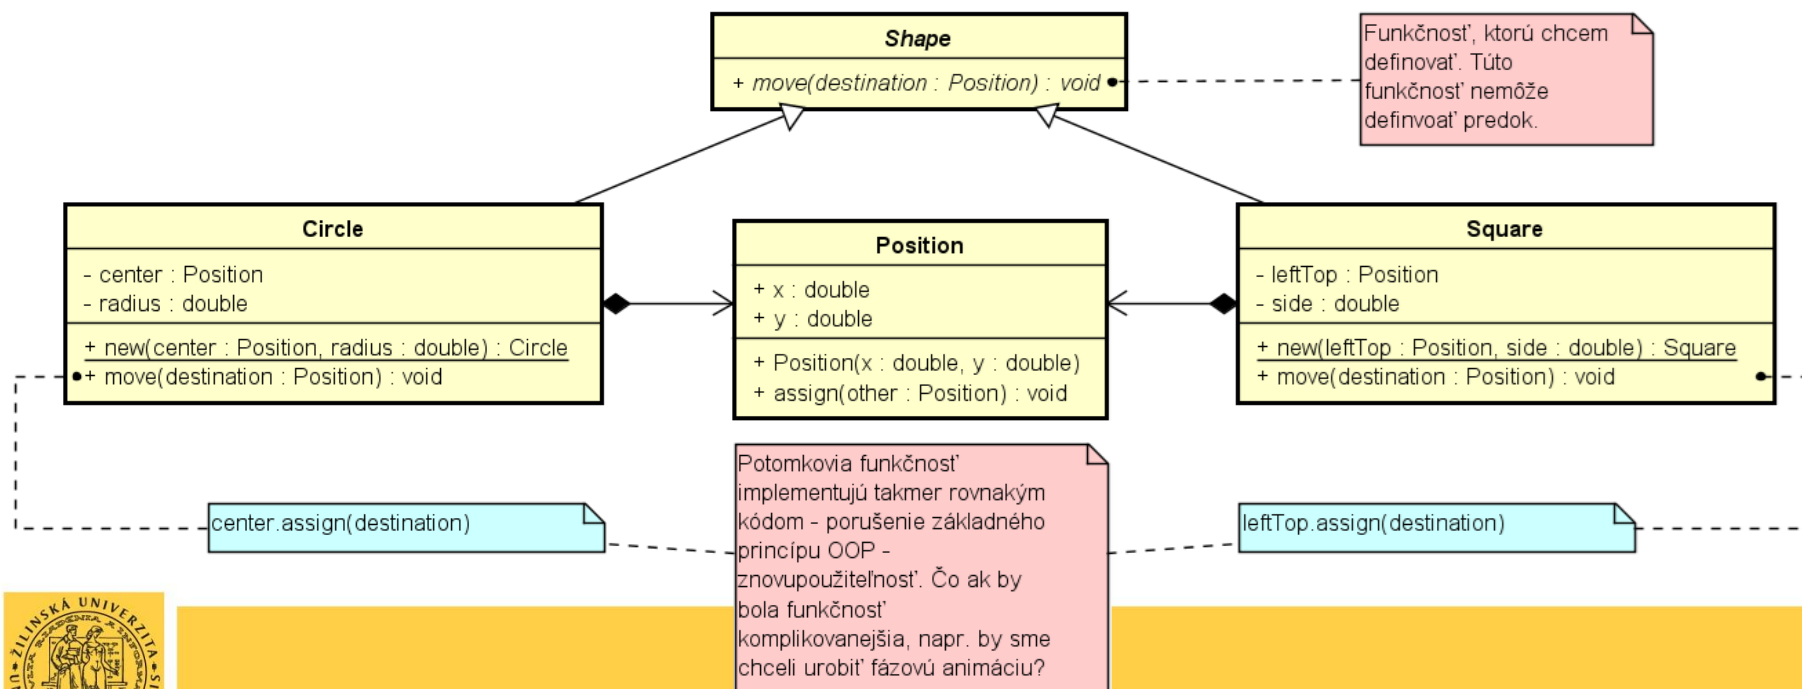 Shape
+ move(destination : Position) : void
Funkčnosť, ktorú chcem
definovať. Túto
funkčnosť nemôže
definvoať predok.
Circle
- center : Position
- radius : double
+ new(center : Position, radius : double) : Circle
+ move(destination : Position) : void
Position
+ x : double
+ y : double
+ Position(x : double, y : double)
+ assign(other : Position) : void
Square
- leftTop : Position
- side : double
+ new(leftTop : Position, side : double) : Square
+ move(destination : Position) : void
center.assign(destination)
Potomkovia funkčnosť
implementujú takmer rovnakým
kódom - porušenie základného
princípu OOP -
znovupoužiteľnosť. Čo ak by
bola funkčnosť
komplikovanejšia, napr. by sme
chceli urobiť fázovú animáciu?
leftTop.assign(destination)
ŽILINSKÁ UNIVERZITA